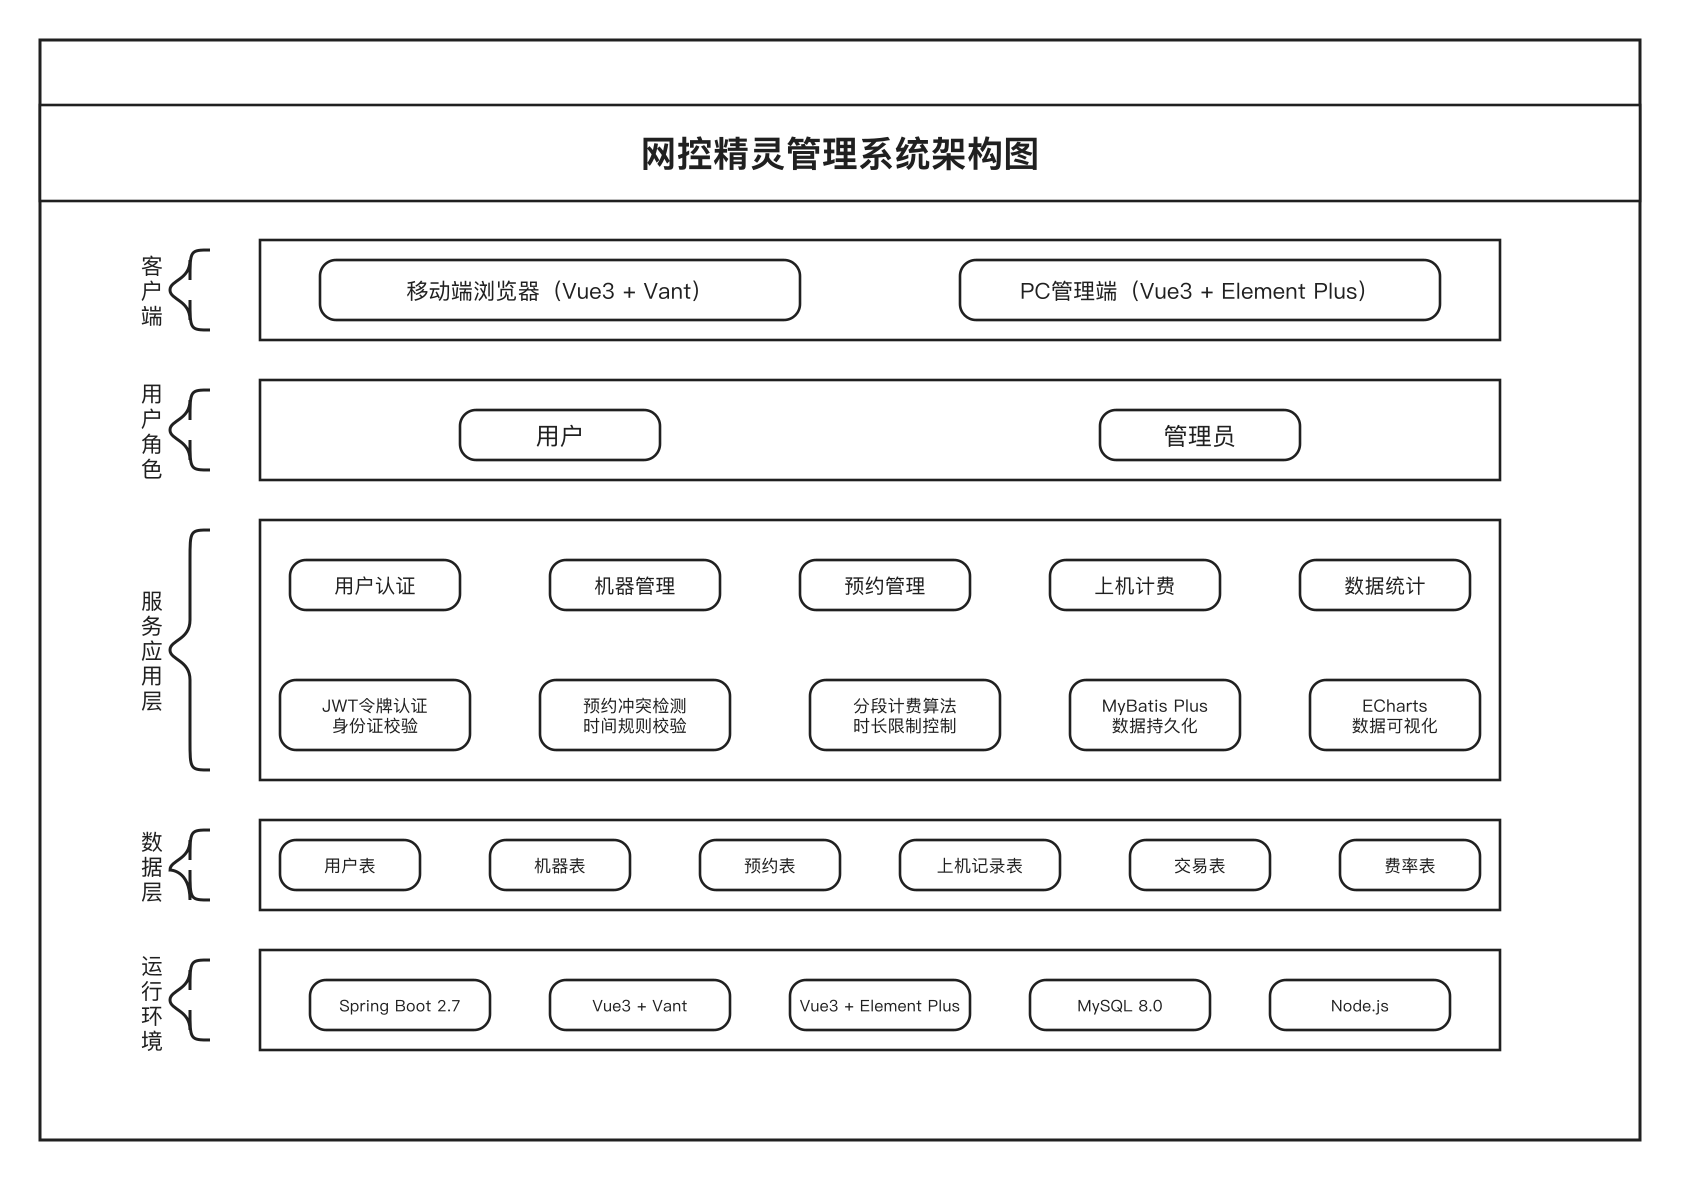 网控精灵管理系统架构图
客户端
移动端浏览器（Vue3 + Vant）
PC管理端（Vue3 + Element Plus）
用户角色
用户
管理员
服务应用层
用户认证
机器管理
预约管理
上机计费
数据统计
JWT令牌认证
身份证校验
预约冲突检测
时间规则校验
分段计费算法
时长限制控制
MyBatis Plus
数据持久化
ECharts
数据可视化
数据层
用户表
机器表
预约表
上机记录表
交易表
费率表
运行环境
Spring Boot 2.7
Vue3 + Vant
Vue3 + Element Plus
MySQL 8.0
Node.js